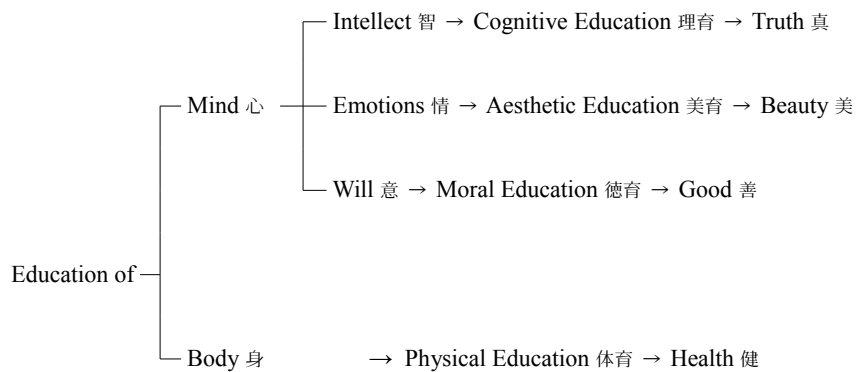 Intellect 智 → Cognitive Education 理育 → Truth 真
Mind 心
Emotions 情 → Aesthetic Education 美育 → Beauty 美
Will 意 → Moral Education 徳育 → Good 善
Education of
Body 身 → Physical Education 体育 → Health 健